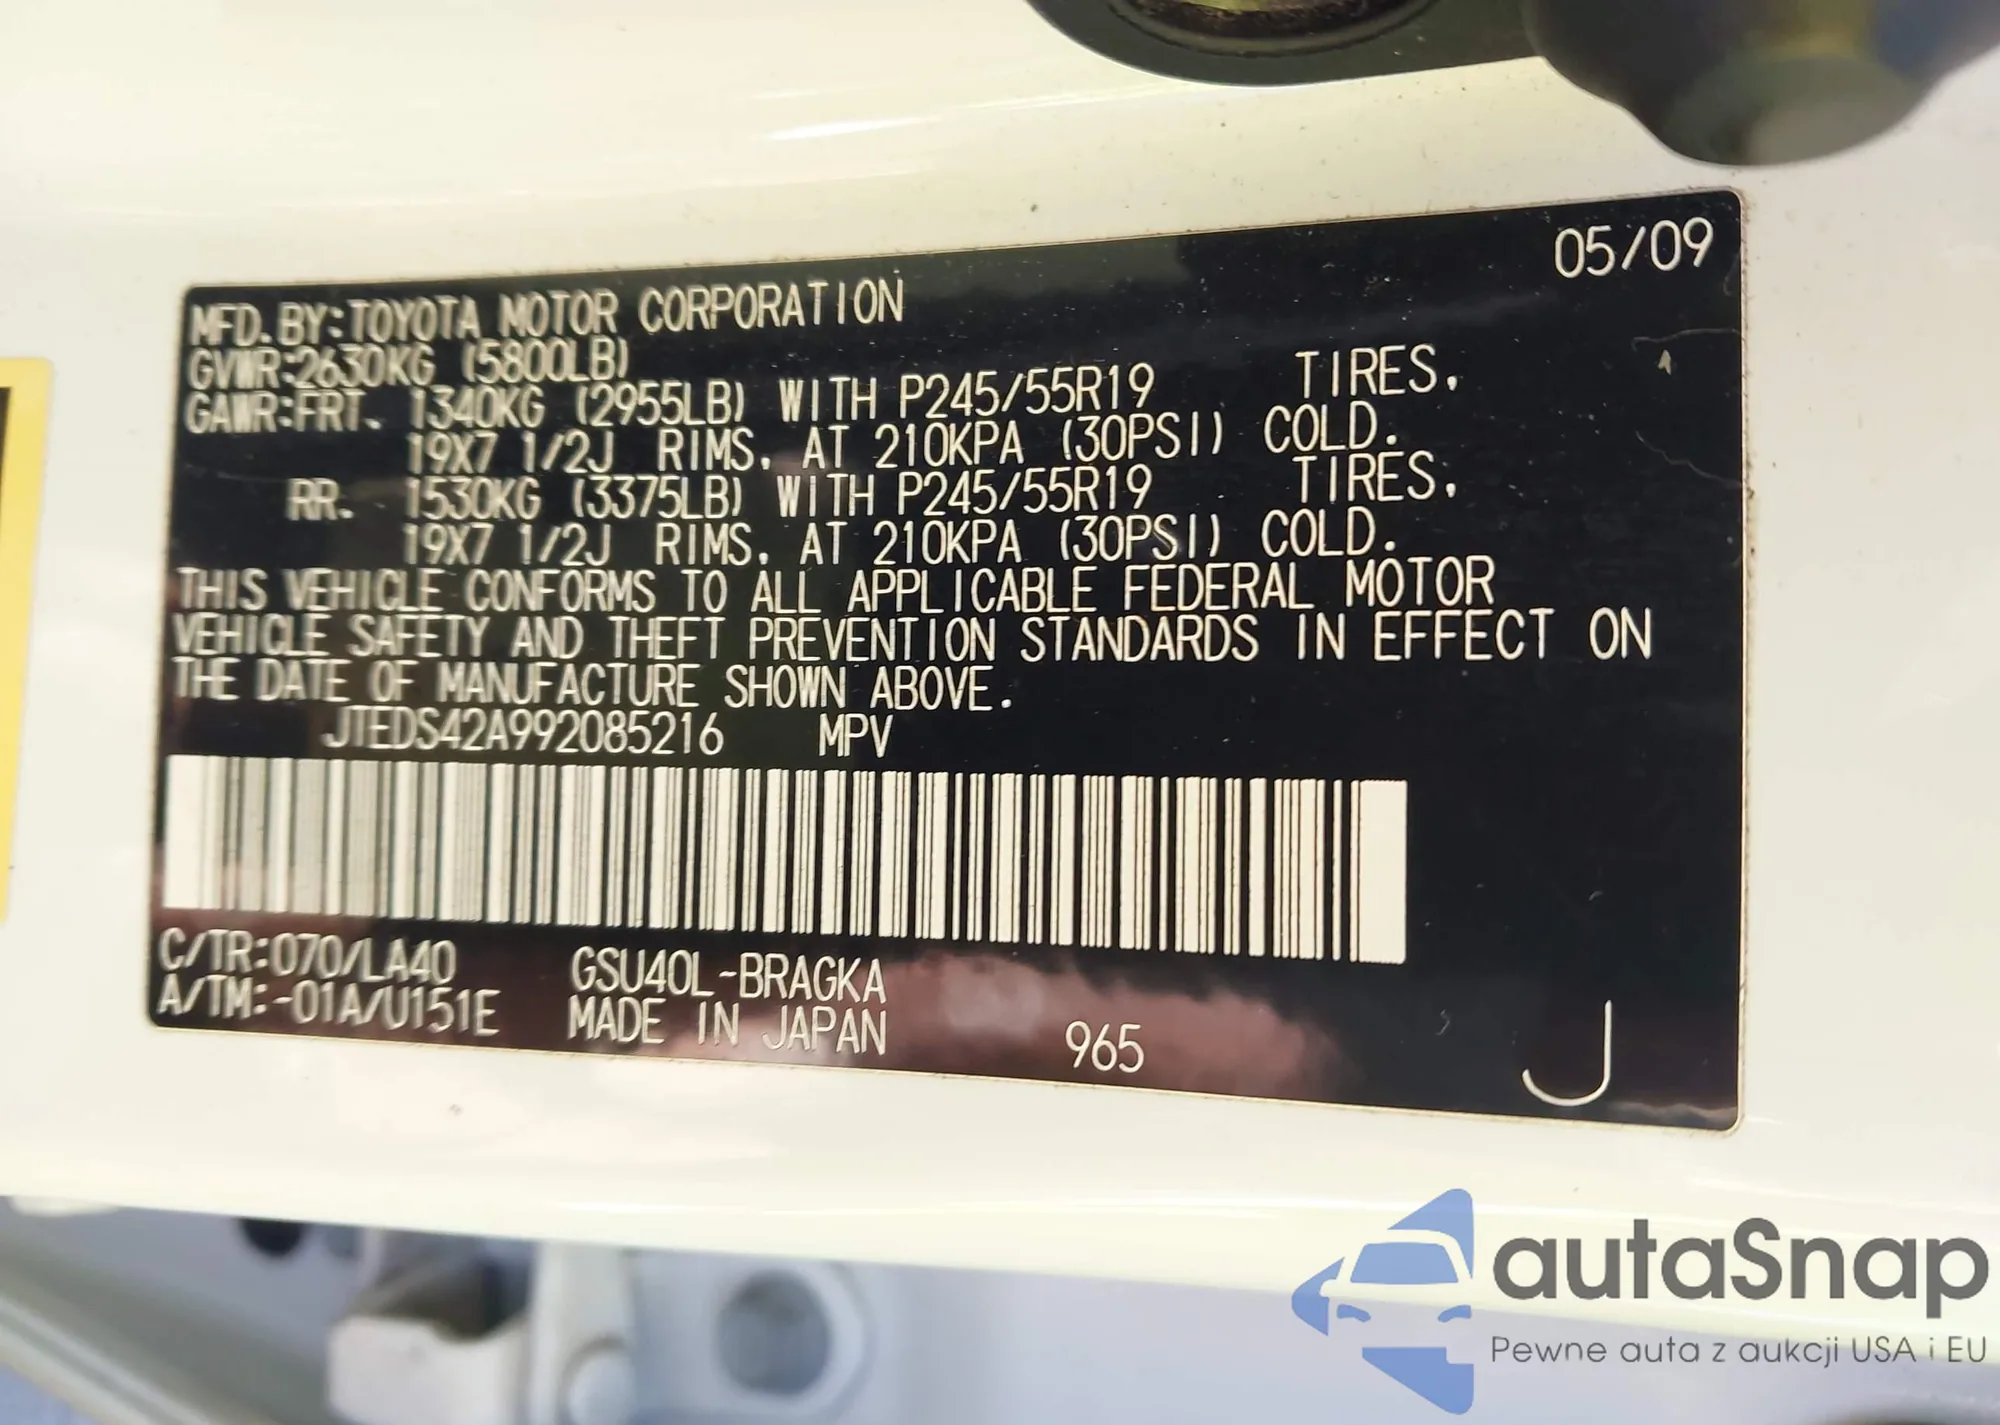 05/09
MFD. BY:TOYOTA MOTOR CORPORATION
GVWR:2630KG (5800LB)
GAWR:FRT. 1340KG (2955LB) WITH P245/55R19 TIRES,
19X7 1/2J RIMS, AT 210KPA (30PSI) COLD.
RR. 1530KG (3375LB) WITH P245/55R19 TIRES,
19X7 1/2J RIMS, AT 210KPA (30PSI) COLD.
THIS VEHICLE CONFORMS TO ALL APPLICABLE FEDERAL MOTOR
VEHICLE SAFETY AND THEFT PREVENTION STANDARDS IN EFFECT ON
THE DATE OF MANUFACTURE SHOWN ABOVE.
JTEDS42A992085216 MPV
C/TR:070/LA40 GSU40L-BRAGKA
A/TM:-01A/U151E MADE IN JAPAN 965 J
autaSnap
Pewne auta z aukcji USA i EU